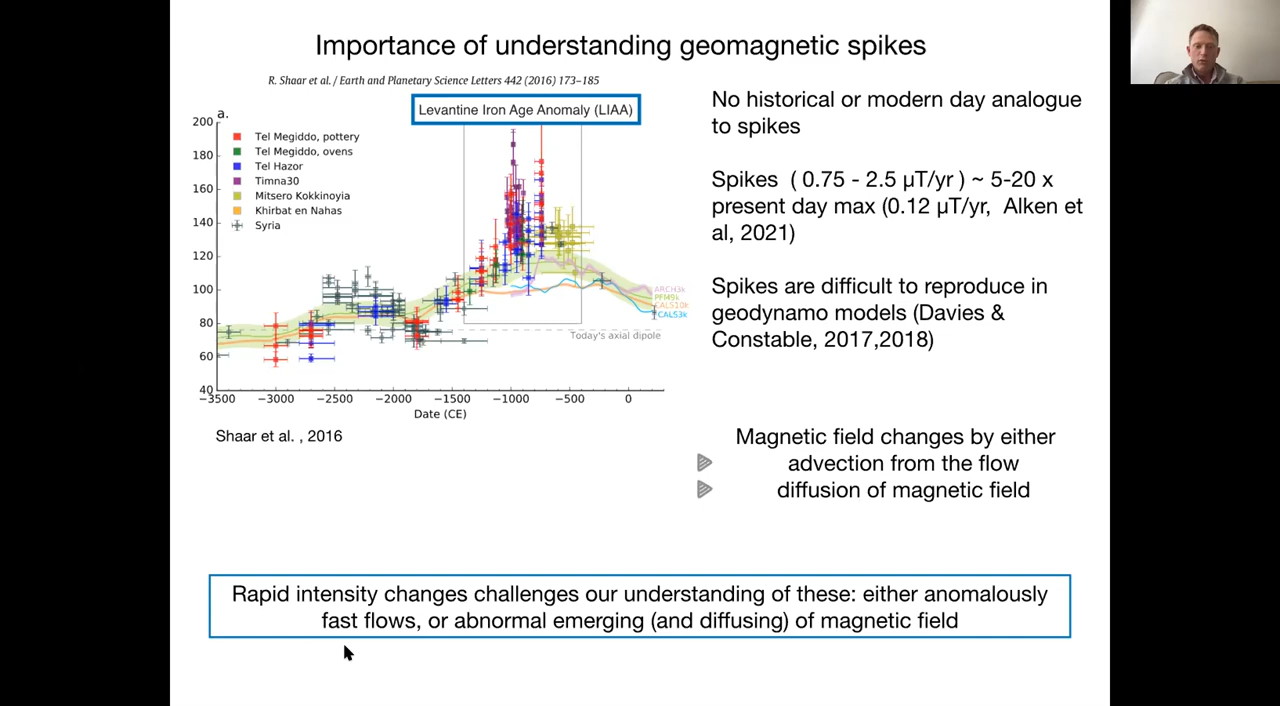 Importance of understanding geomagnetic spikes
R. Shaar et al. / Earth and Planetary Science Letters 442 (2016) 173–185
Levantine Iron Age Anomaly (LIAA)
a.
200
180
160
140
120
100
80
60
40
Tel Megiddo, pottery
Tel Megiddo, ovens
Tel Hazor
Timna30
Mitsero Kokkinoyia
Khirbat en Nahas
Syria
ARCH3k
PFM9k
CALS10k
CALS3k
Today's axial dipole
−3500 −3000 −2500 −2000 −1500 −1000 −500 0
Date (CE)
Shaar et al. , 2016
No historical or modern day analogue
to spikes
Spikes ( 0.75 - 2.5 µT/yr ) ~ 5-20 x
present day max (0.12 µT/yr, Alken et
al, 2021)
Spikes are difficult to reproduce in
geodynamo models (Davies &
Constable, 2017,2018)
Magnetic field changes by either
advection from the flow
diffusion of magnetic field
Rapid intensity changes challenges our understanding of these: either anomalously
fast flows, or abnormal emerging (and diffusing) of magnetic field